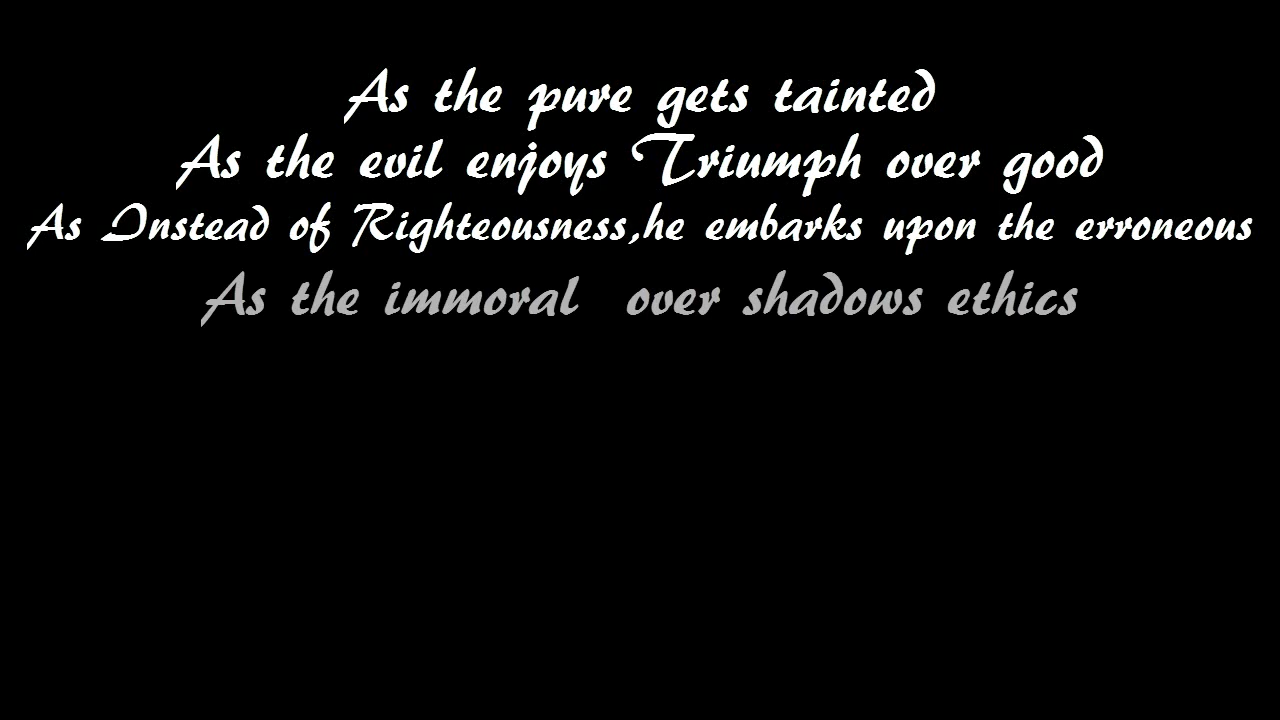 As the pure gets tainted
As the evil enjoys Triumph over good
As Instead of Righteousness,he embarks upon the erroneous
As the immoral over shadows ethics